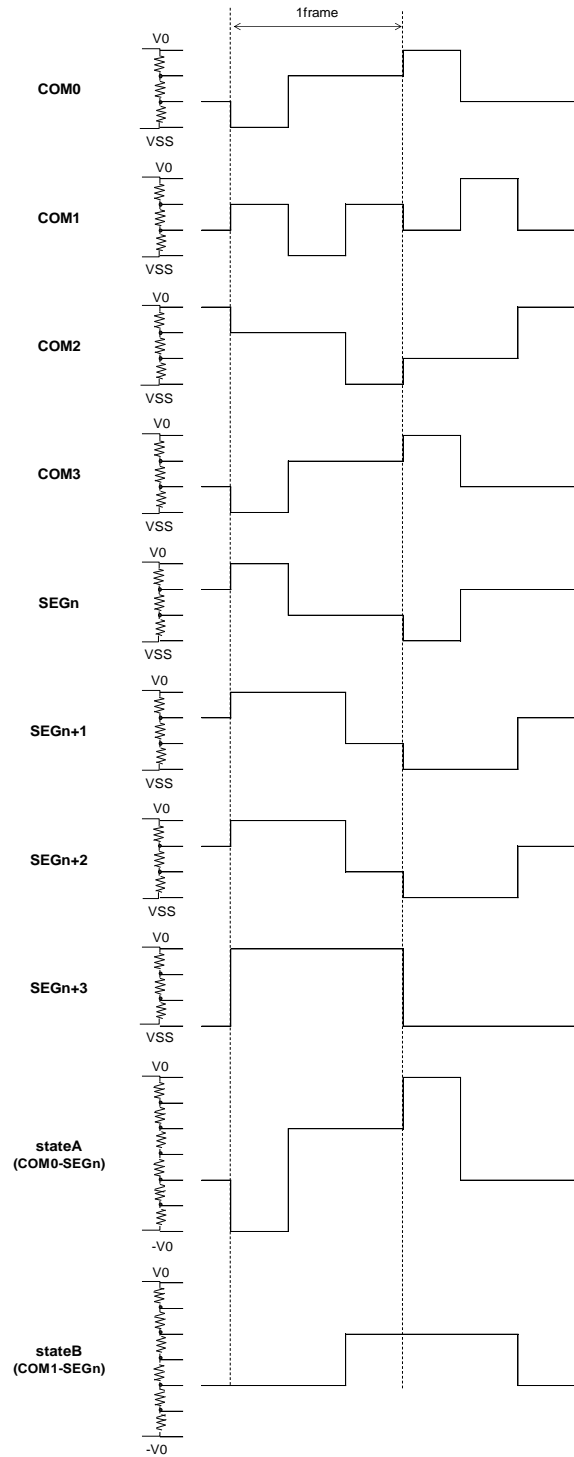 1frame
V0
COM0
VSS
V0
COM1
VSS
V0
COM2
VSS
V0
COM3
VSS
V0
SEGn
VSS
V0
SEGn+1
VSS
V0
SEGn+2
VSS
V0
SEGn+3
VSS
V0
stateA
(COM0-SEGn)
-V0
V0
stateB
(COM1-SEGn)
-V0